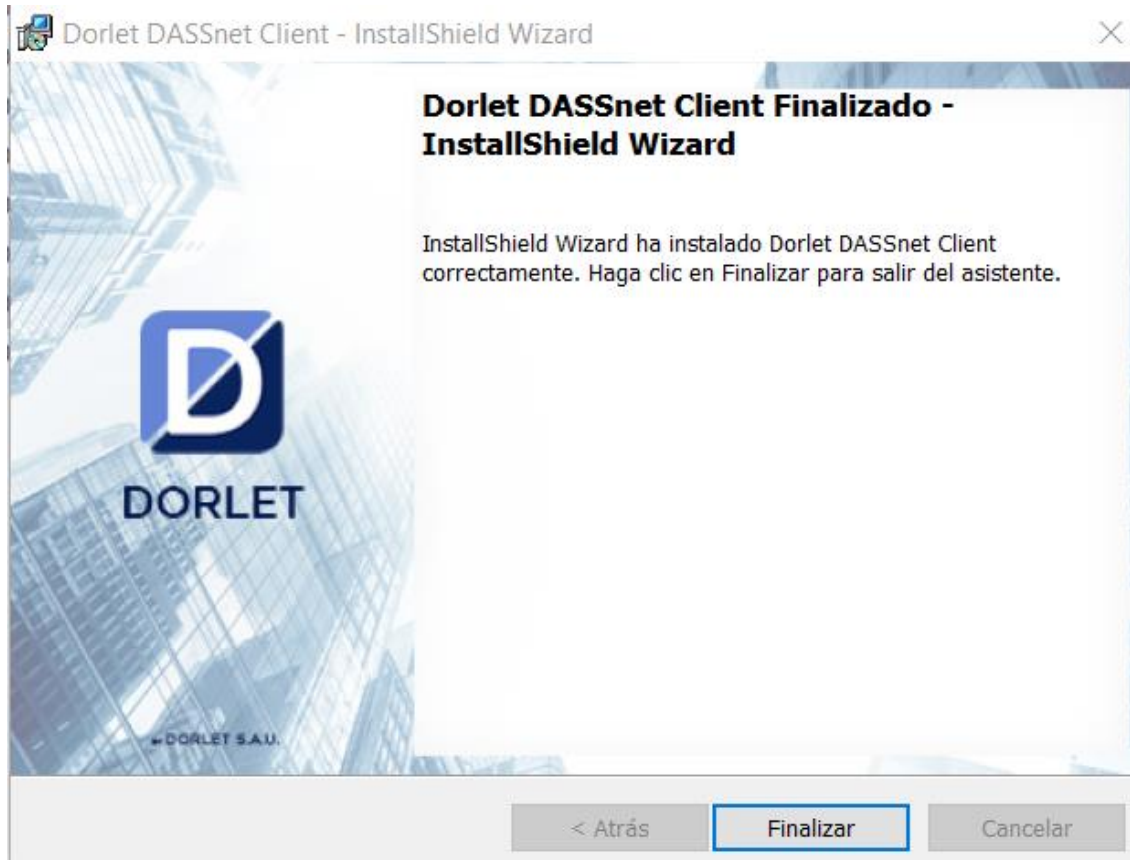 Dorlet DASSnet Client - InstallShield Wizard
Dorlet DASSnet Client Finalizado -
InstallShield Wizard
InstallShield Wizard ha instalado Dorlet DASSnet Client
correctamente. Haga clic en Finalizar para salir del asistente.
D
DORLET
DORLET S.A.U.
< Atrás
Finalizar
Cancelar